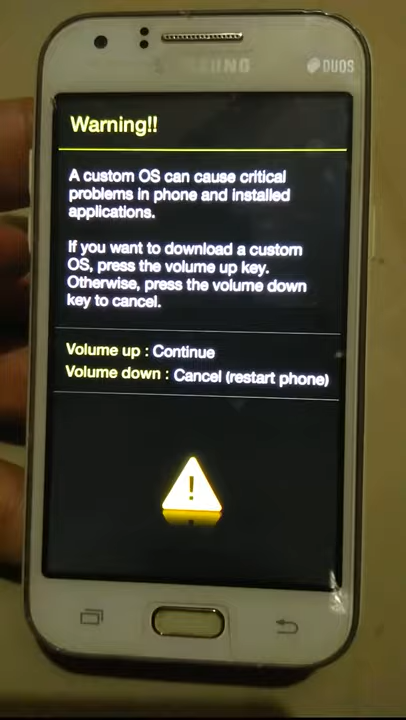 SAMSUNG
DUOS
Warning!!
A custom OS can cause critical
problems in phone and installed
applications.
If you want to download a custom
OS, press the volume up key.
Otherwise, press the volume down
key to cancel.
Volume up : Continue
Volume down : Cancel (restart phone)
!